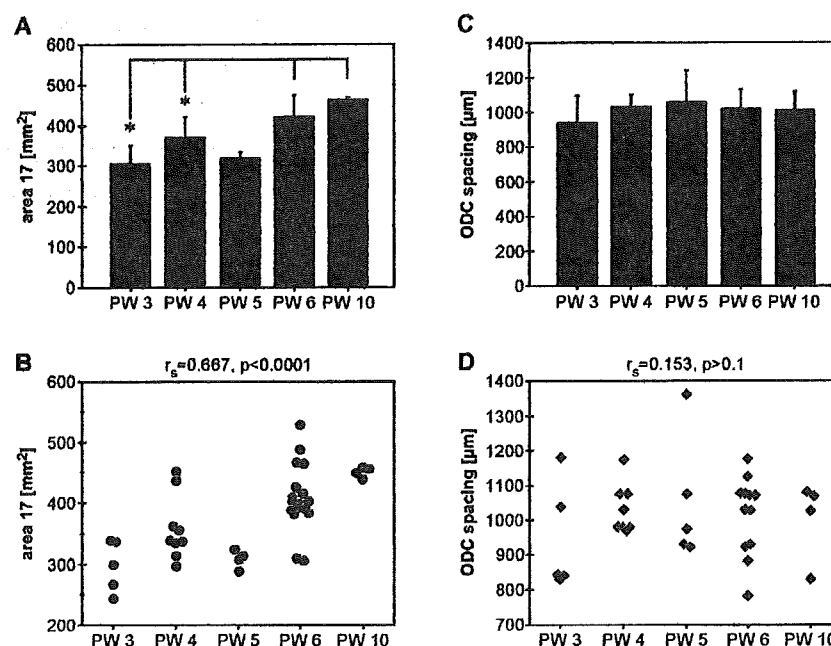 A
600
500
400
300
200
100
0
area 17 [mm²]
*
*
PW 3
PW 4
PW 5
PW 6
PW 10
C
1400
1200
1000
800
600
400
200
0
ODC spacing [µm]
PW 3
PW 4
PW 5
PW 6
PW 10
B
rs=0.667, p<0.0001
600
500
400
300
200
area 17 [mm²]
PW 3
PW 4
PW 5
PW 6
PW 10
D
rs=0.153, p>0.1
1400
1300
1200
1100
1000
900
800
700
ODC spacing [µm]
PW 3
PW 4
PW 5
PW 6
PW 10